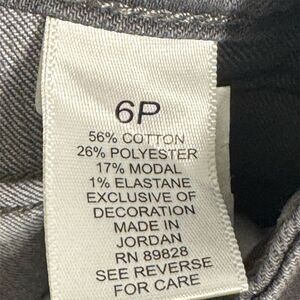 6P
56% COTTON
26% POLYESTER
17% MODAL
1% ELASTANE
EXCLUSIVE OF
DECORATION
MADE IN
JORDAN
RN 89828
SEE REVERSE
FOR CARE